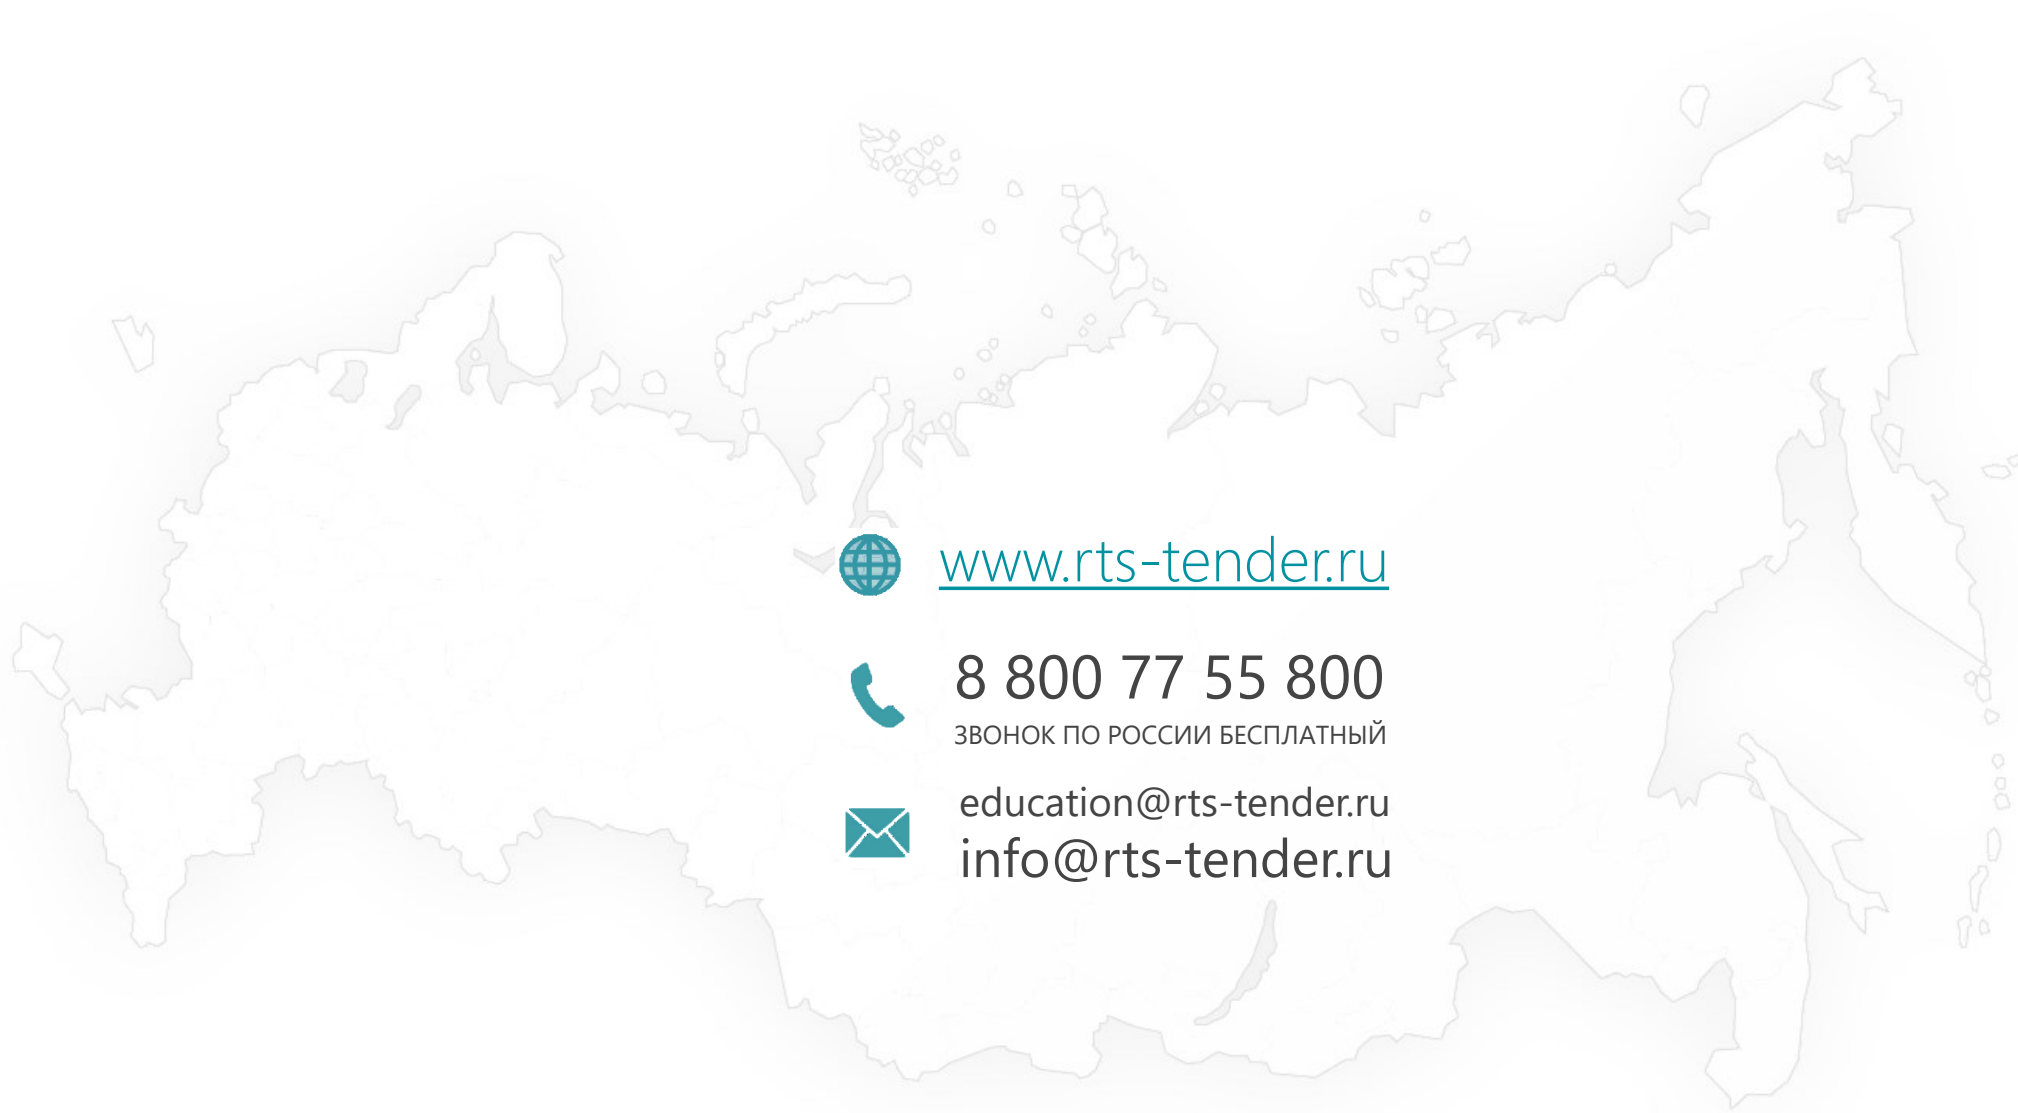 www.rts-tender.ru
8 800 77 55 800
ЗВОНОК ПО РОССИИ БЕСПЛАТНЫЙ
education@rts-tender.ru
info@rts-tender.ru